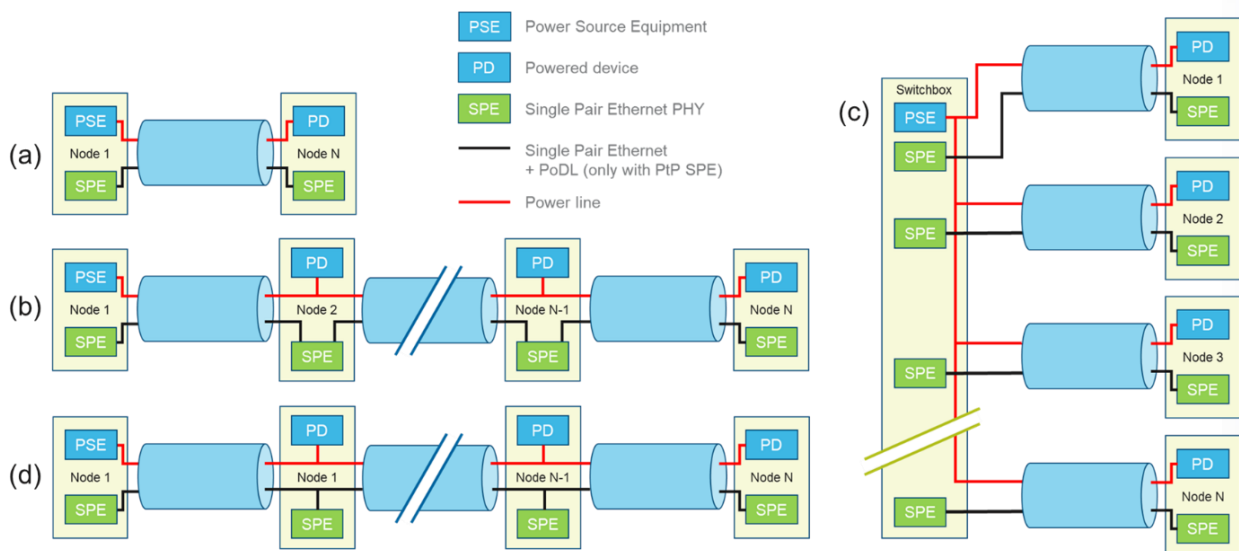 PSE Power Source Equipment
PD Powered device
SPE Single Pair Ethernet PHY
Single Pair Ethernet
+ PoDL (only with PtP SPE)
Power line
(a)
PSE
Node 1
SPE
PD
Node N
SPE
(b)
PSE
Node 1
SPE
PD
Node 2
SPE
PD
Node N-1
SPE
PD
Node N
SPE
(d)
PSE
Node 1
SPE
PD
Node 1
SPE
PD
Node N-1
SPE
PD
Node N
SPE
(c)
Switchbox
PSE
SPE
SPE
SPE
SPE
PD
Node 1
SPE
PD
Node 2
SPE
PD
Node 3
SPE
PD
Node N
SPE